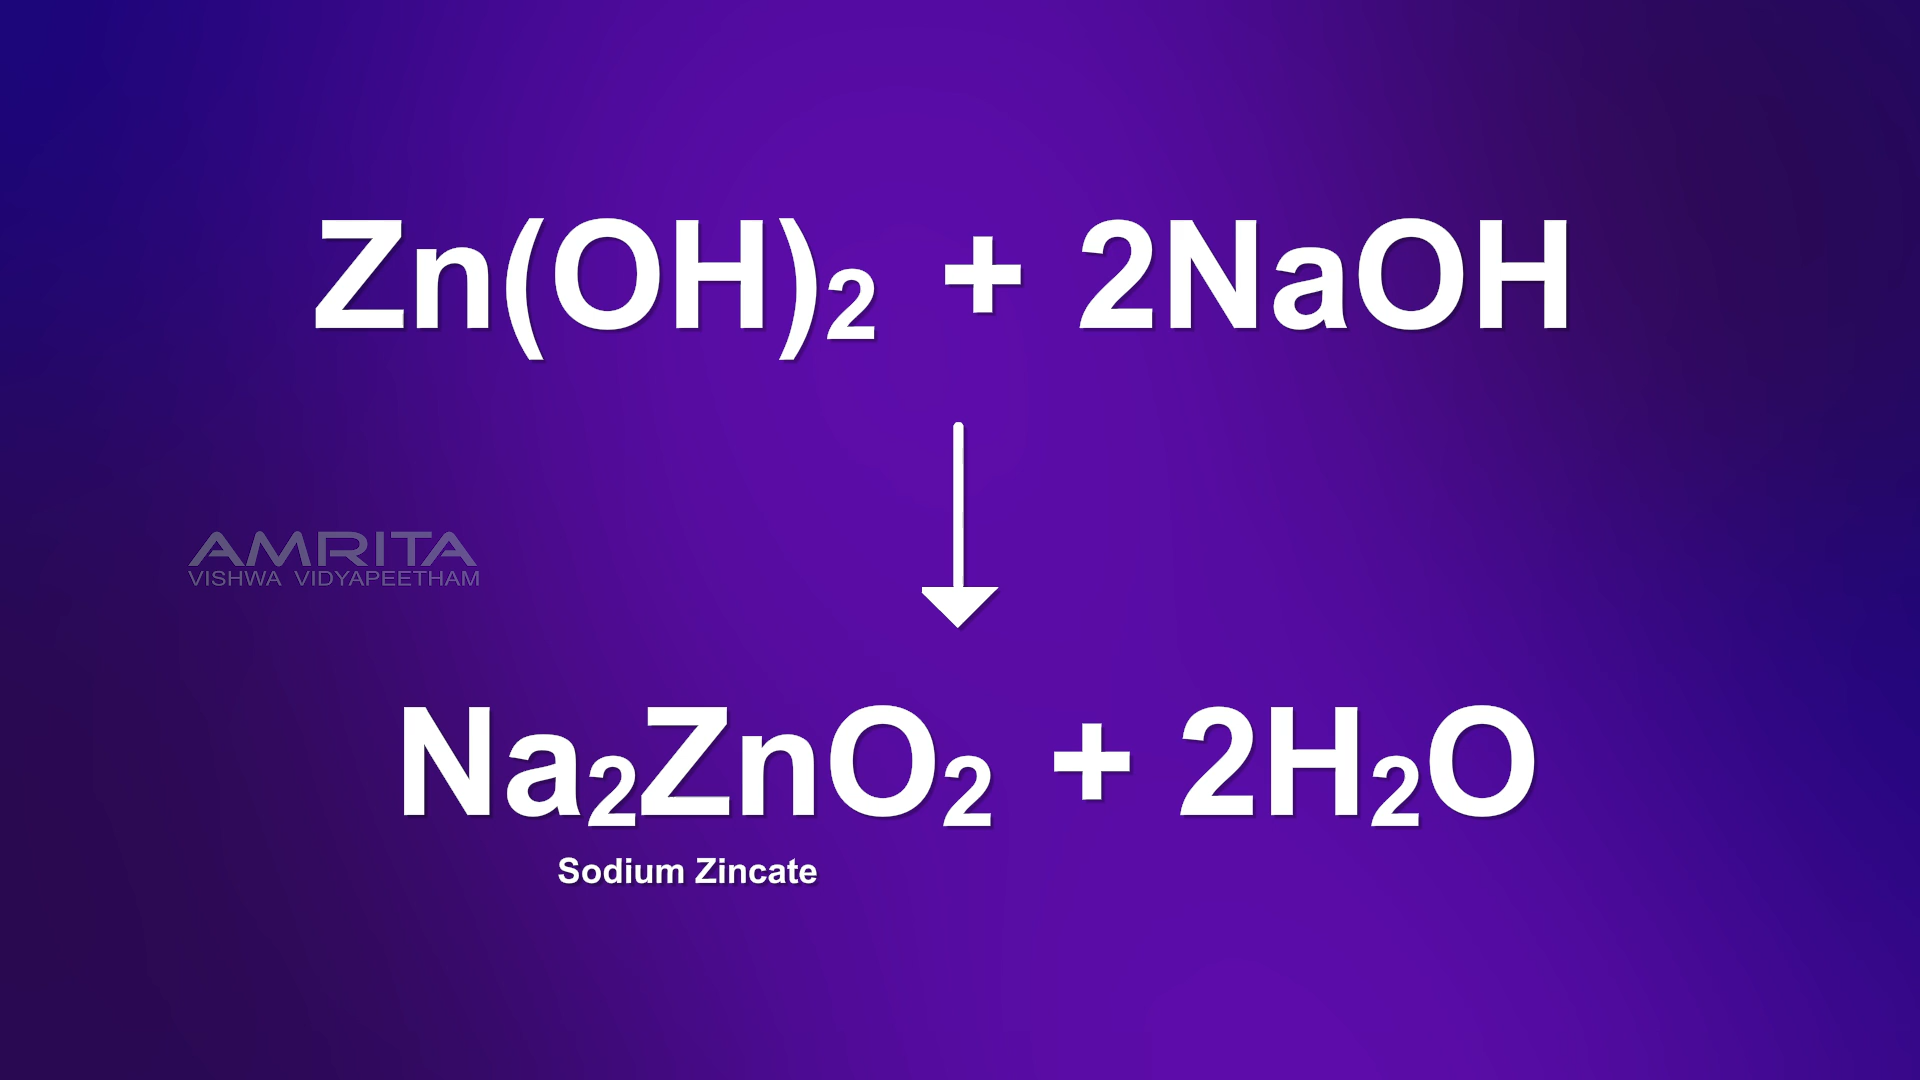 Zn(OH)₂ + 2NaOH
AMRITA
VISHWA VIDYAPEETHAM
Na₂ZnO₂ + 2H₂O
Sodium Zincate